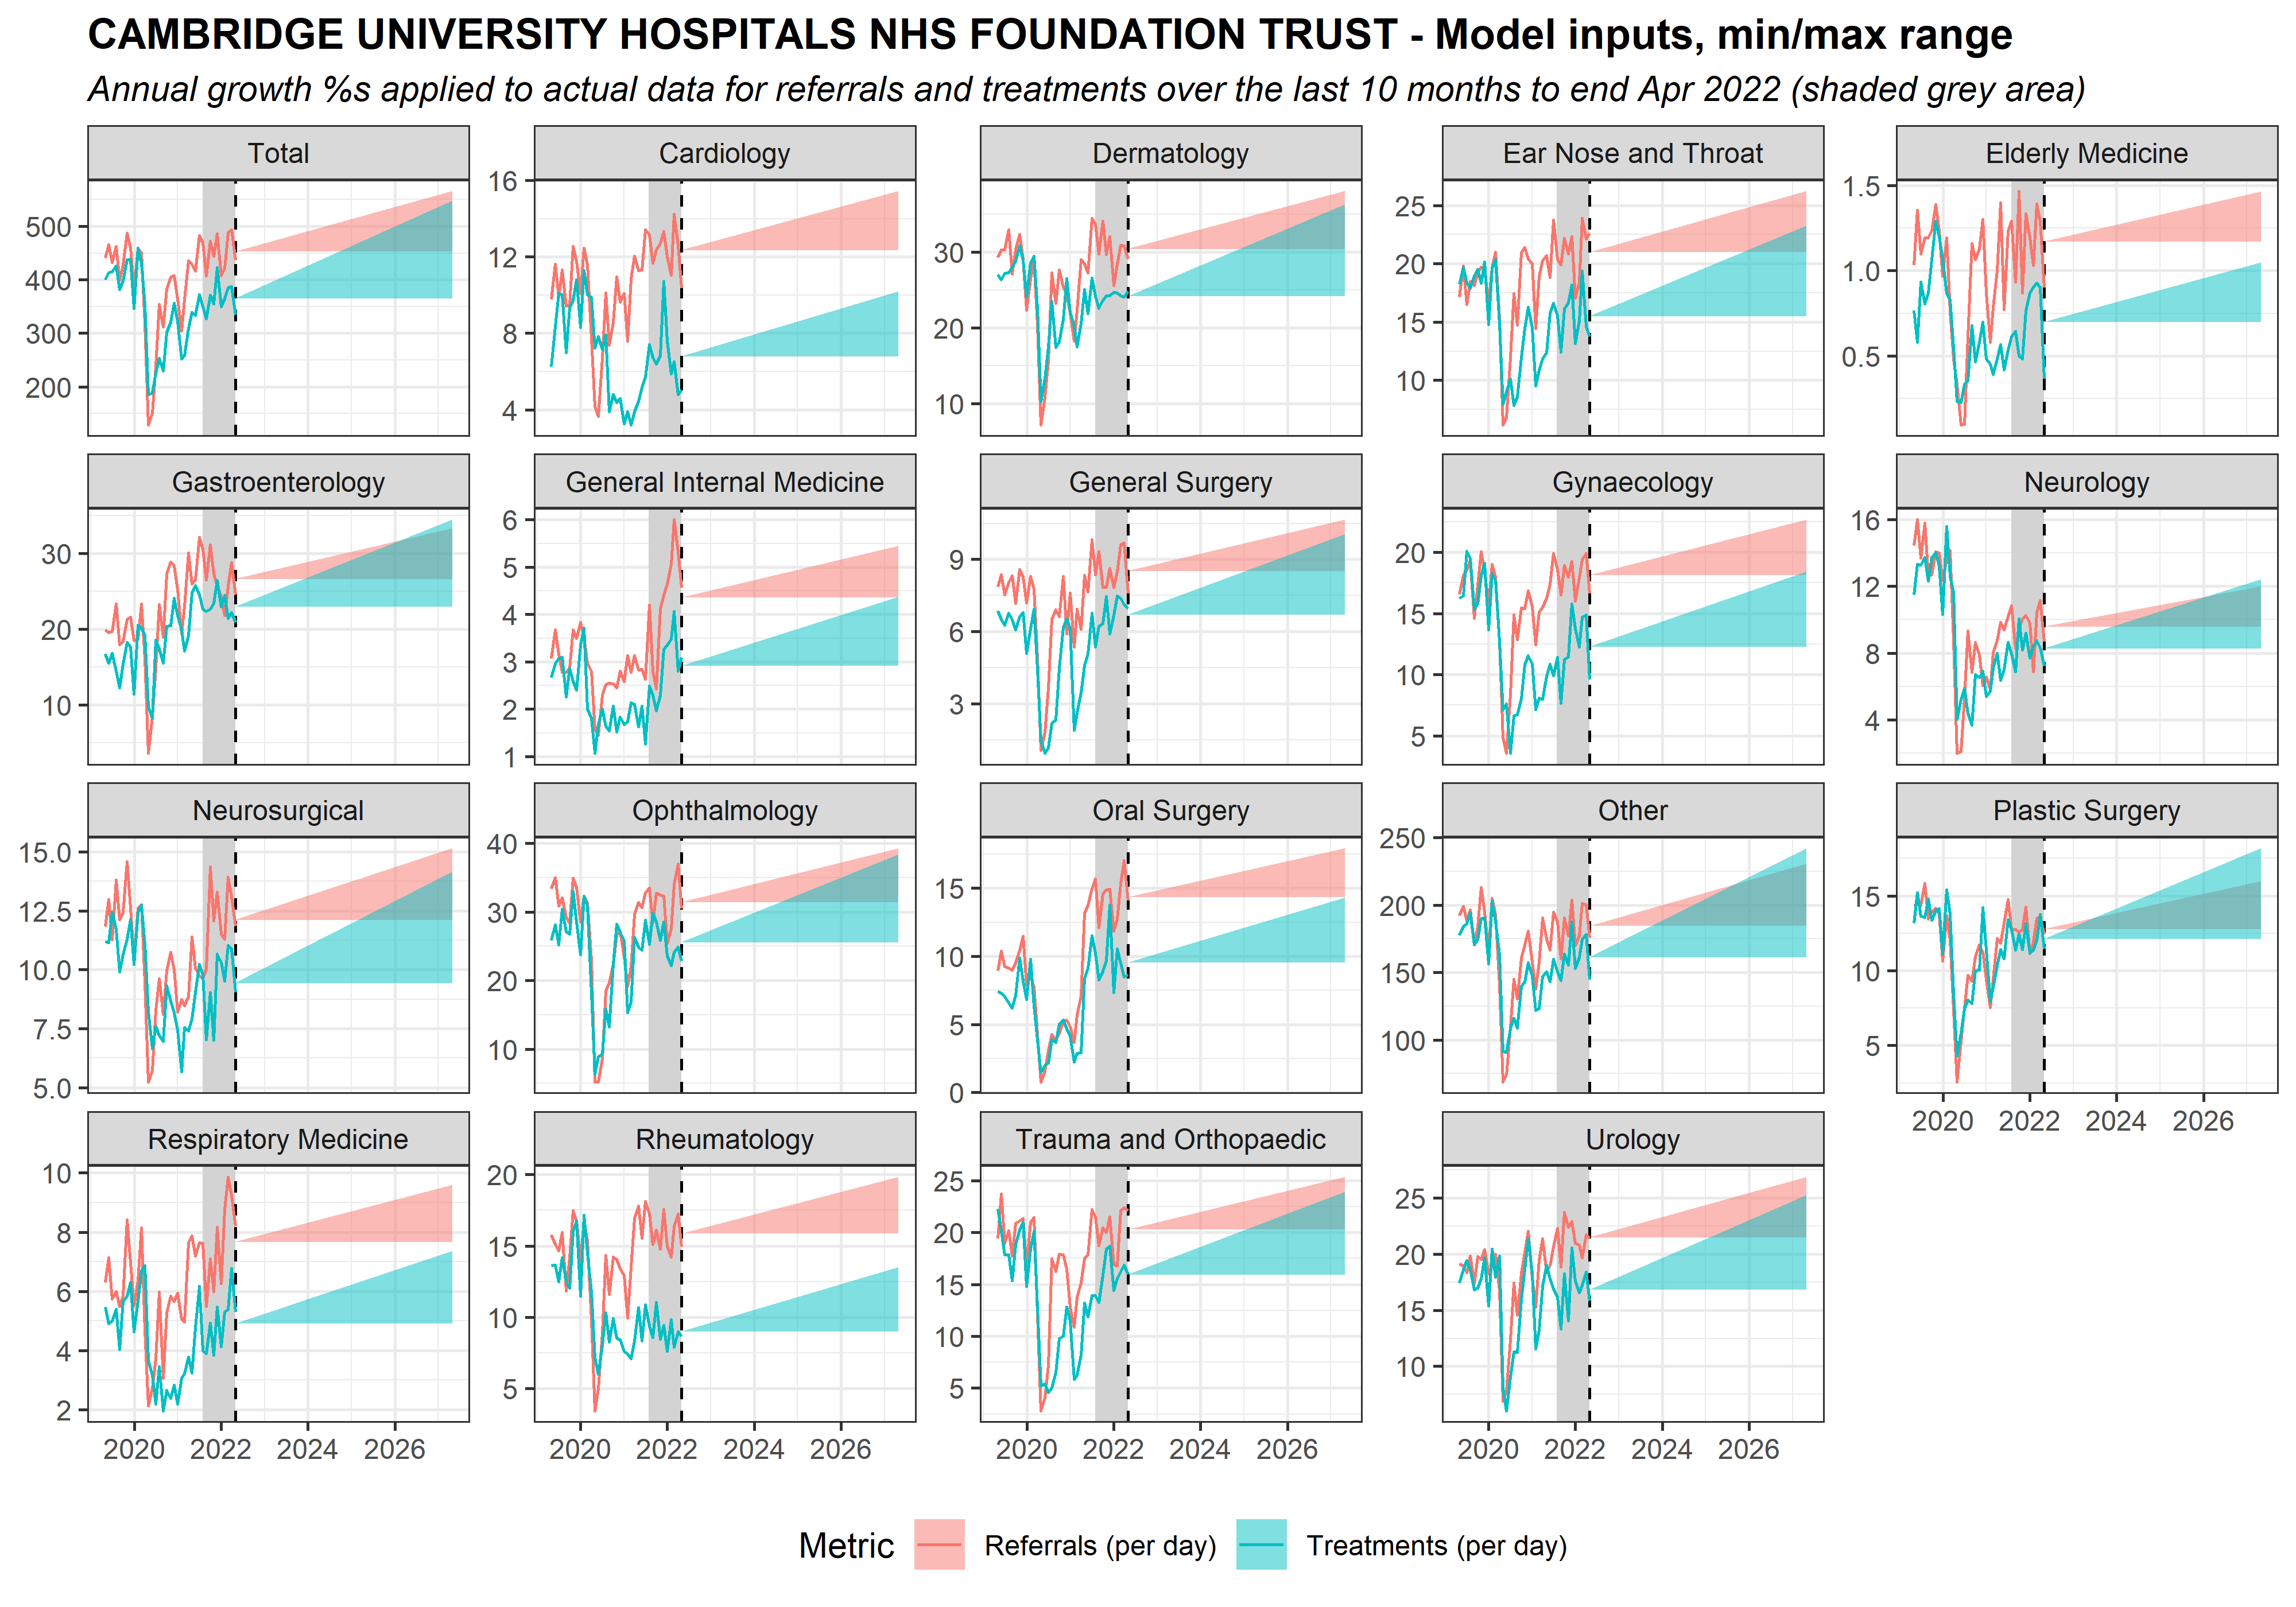 CAMBRIDGE UNIVERSITY HOSPITALS NHS FOUNDATION TRUST - Model inputs, min/max range
Annual growth %s applied to actual data for referrals and treatments over the last 10 months to end Apr 2022 (shaded grey area)
Total
500
400
300
200
Cardiology
16
12
8
4
Dermatology
30
20
10
Ear Nose and Throat
25
20
15
10
Elderly Medicine
1.5
1.0
0.5
Gastroenterology
30
20
10
General Internal Medicine
6
5
4
3
2
1
General Surgery
9
6
3
Gynaecology
20
15
10
5
Neurology
16
12
8
4
Neurosurgical
15.0
12.5
10.0
7.5
5.0
Ophthalmology
40
30
20
10
Oral Surgery
15
10
5
0
Other
250
200
150
100
Plastic Surgery
15
10
5
2020 2022 2024 2026
Respiratory Medicine
10
8
6
4
2
2020 2022 2024 2026
Rheumatology
20
15
10
5
2020 2022 2024 2026
Trauma and Orthopaedic
25
20
15
10
5
2020 2022 2024 2026
Urology
25
20
15
10
2020 2022 2024 2026
Metric Referrals (per day) Treatments (per day)